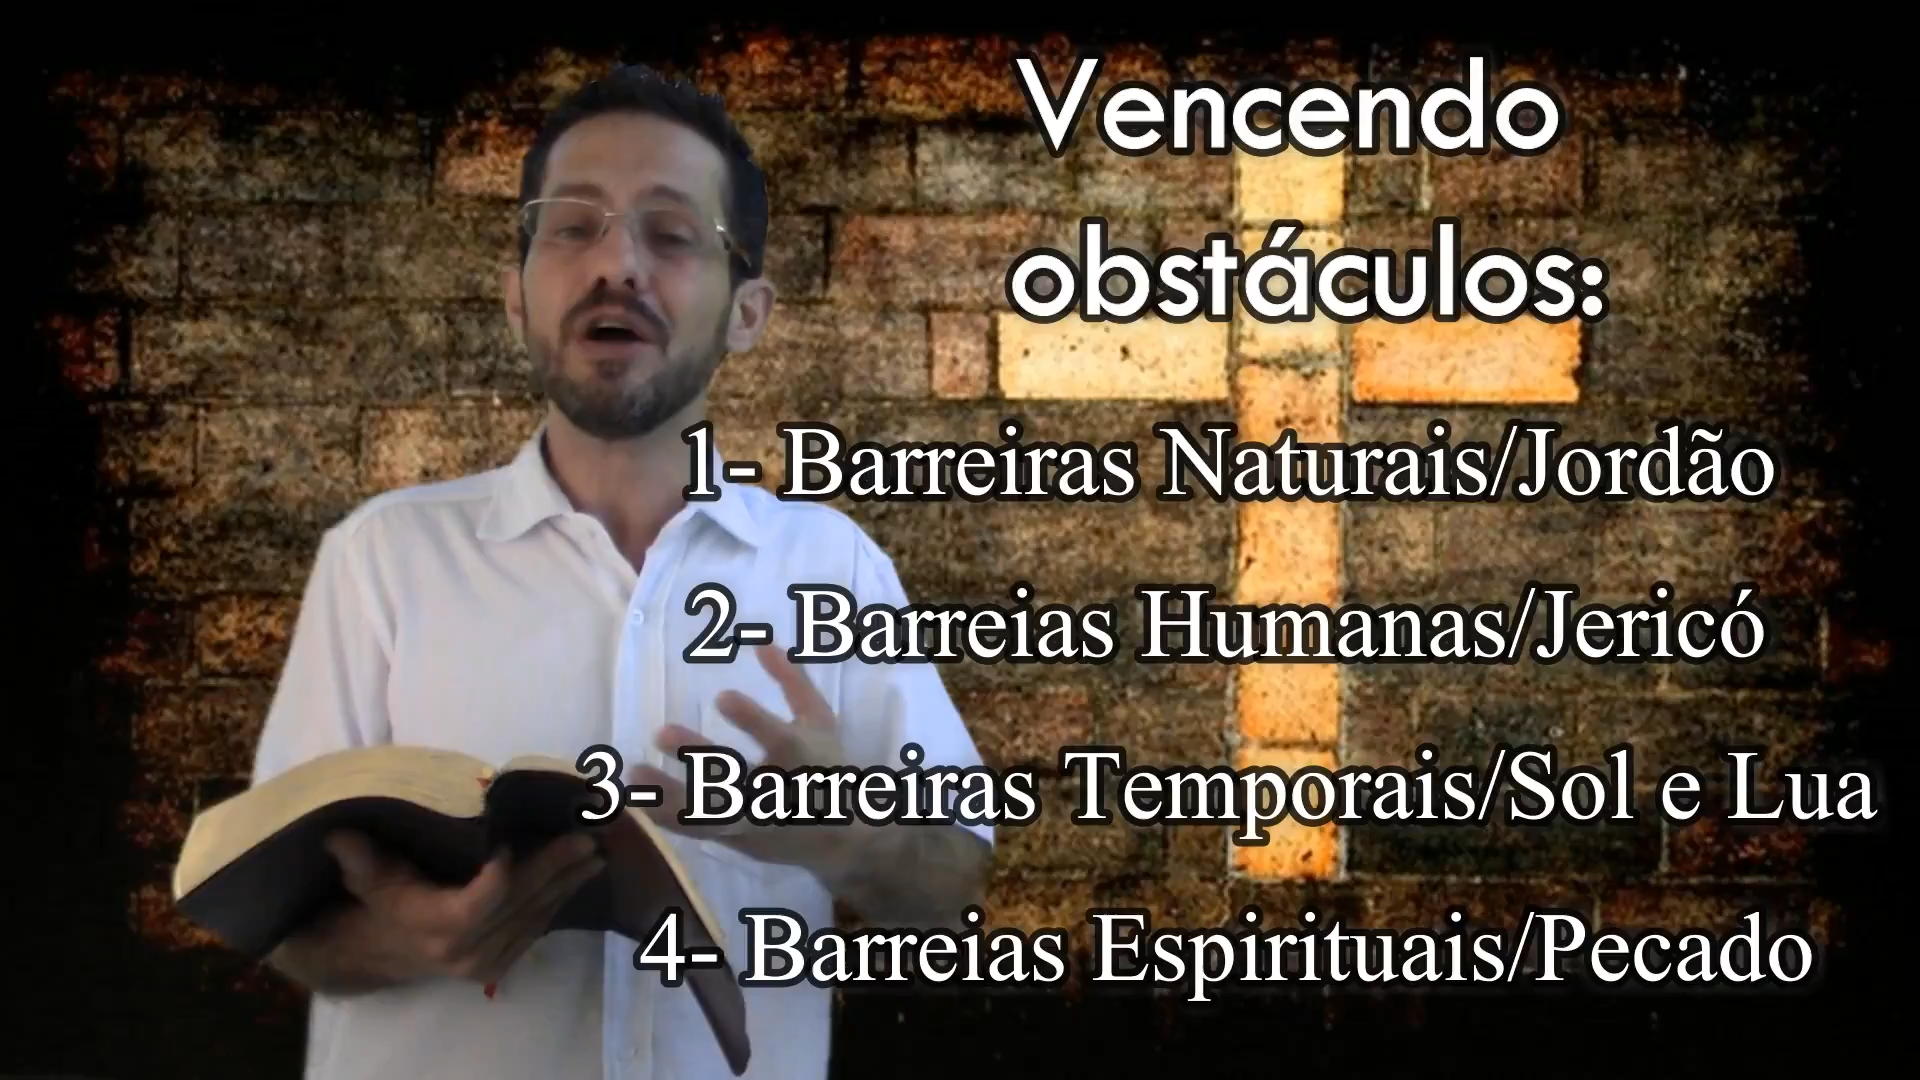 Vencendo
obstáculos:
1- Barreiras Naturais/Jordão
2- Barreias Humanas/Jericó
3- Barreiras Temporais/Sol e Lua
4- Barreias Espirituais/Pecado